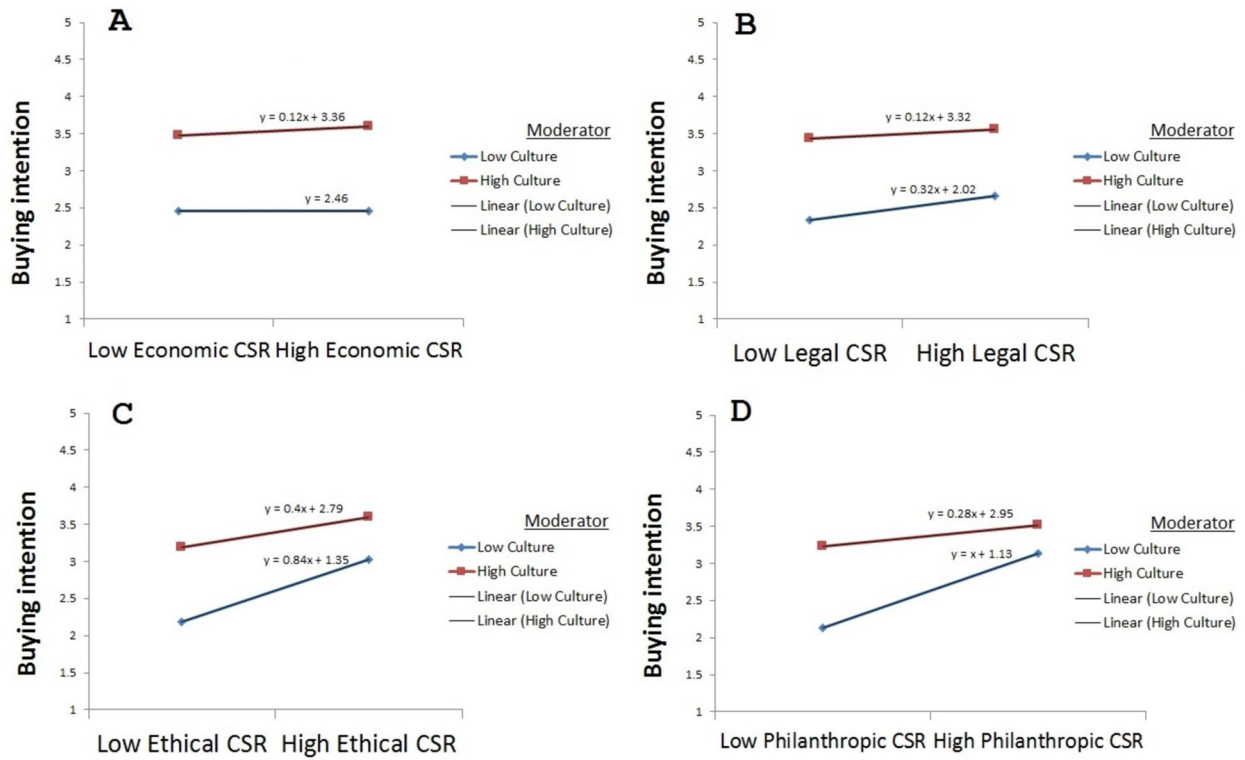 A
5
4.5
4
3.5
3
2.5
2
1.5
1
Buying intention
y = 0.12x + 3.36
y = 2.46
Moderator
Low Culture
High Culture
Linear (Low Culture)
Linear (High Culture)
Low Economic CSR High Economic CSR
B
5
4.5
4
3.5
3
2.5
2
1.5
1
Buying intention
y = 0.12x + 3.32
y = 0.32x + 2.02
Moderator
Low Culture
High Culture
Linear (Low Culture)
Linear (High Culture)
Low Legal CSR High Legal CSR
C
5
4.5
4
3.5
3
2.5
2
1.5
1
Buying intention
y = 0.4x + 2.79
y = 0.84x + 1.35
Moderator
Low Culture
High Culture
Linear (Low Culture)
Linear (High Culture)
Low Ethical CSR High Ethical CSR
D
5
4.5
4
3.5
3
2.5
2
1.5
1
Buying intention
y = 0.28x + 2.95
y = x + 1.13
Moderator
Low Culture
High Culture
Linear (Low Culture)
Linear (High Culture)
Low Philanthropic CSR High Philanthropic CSR